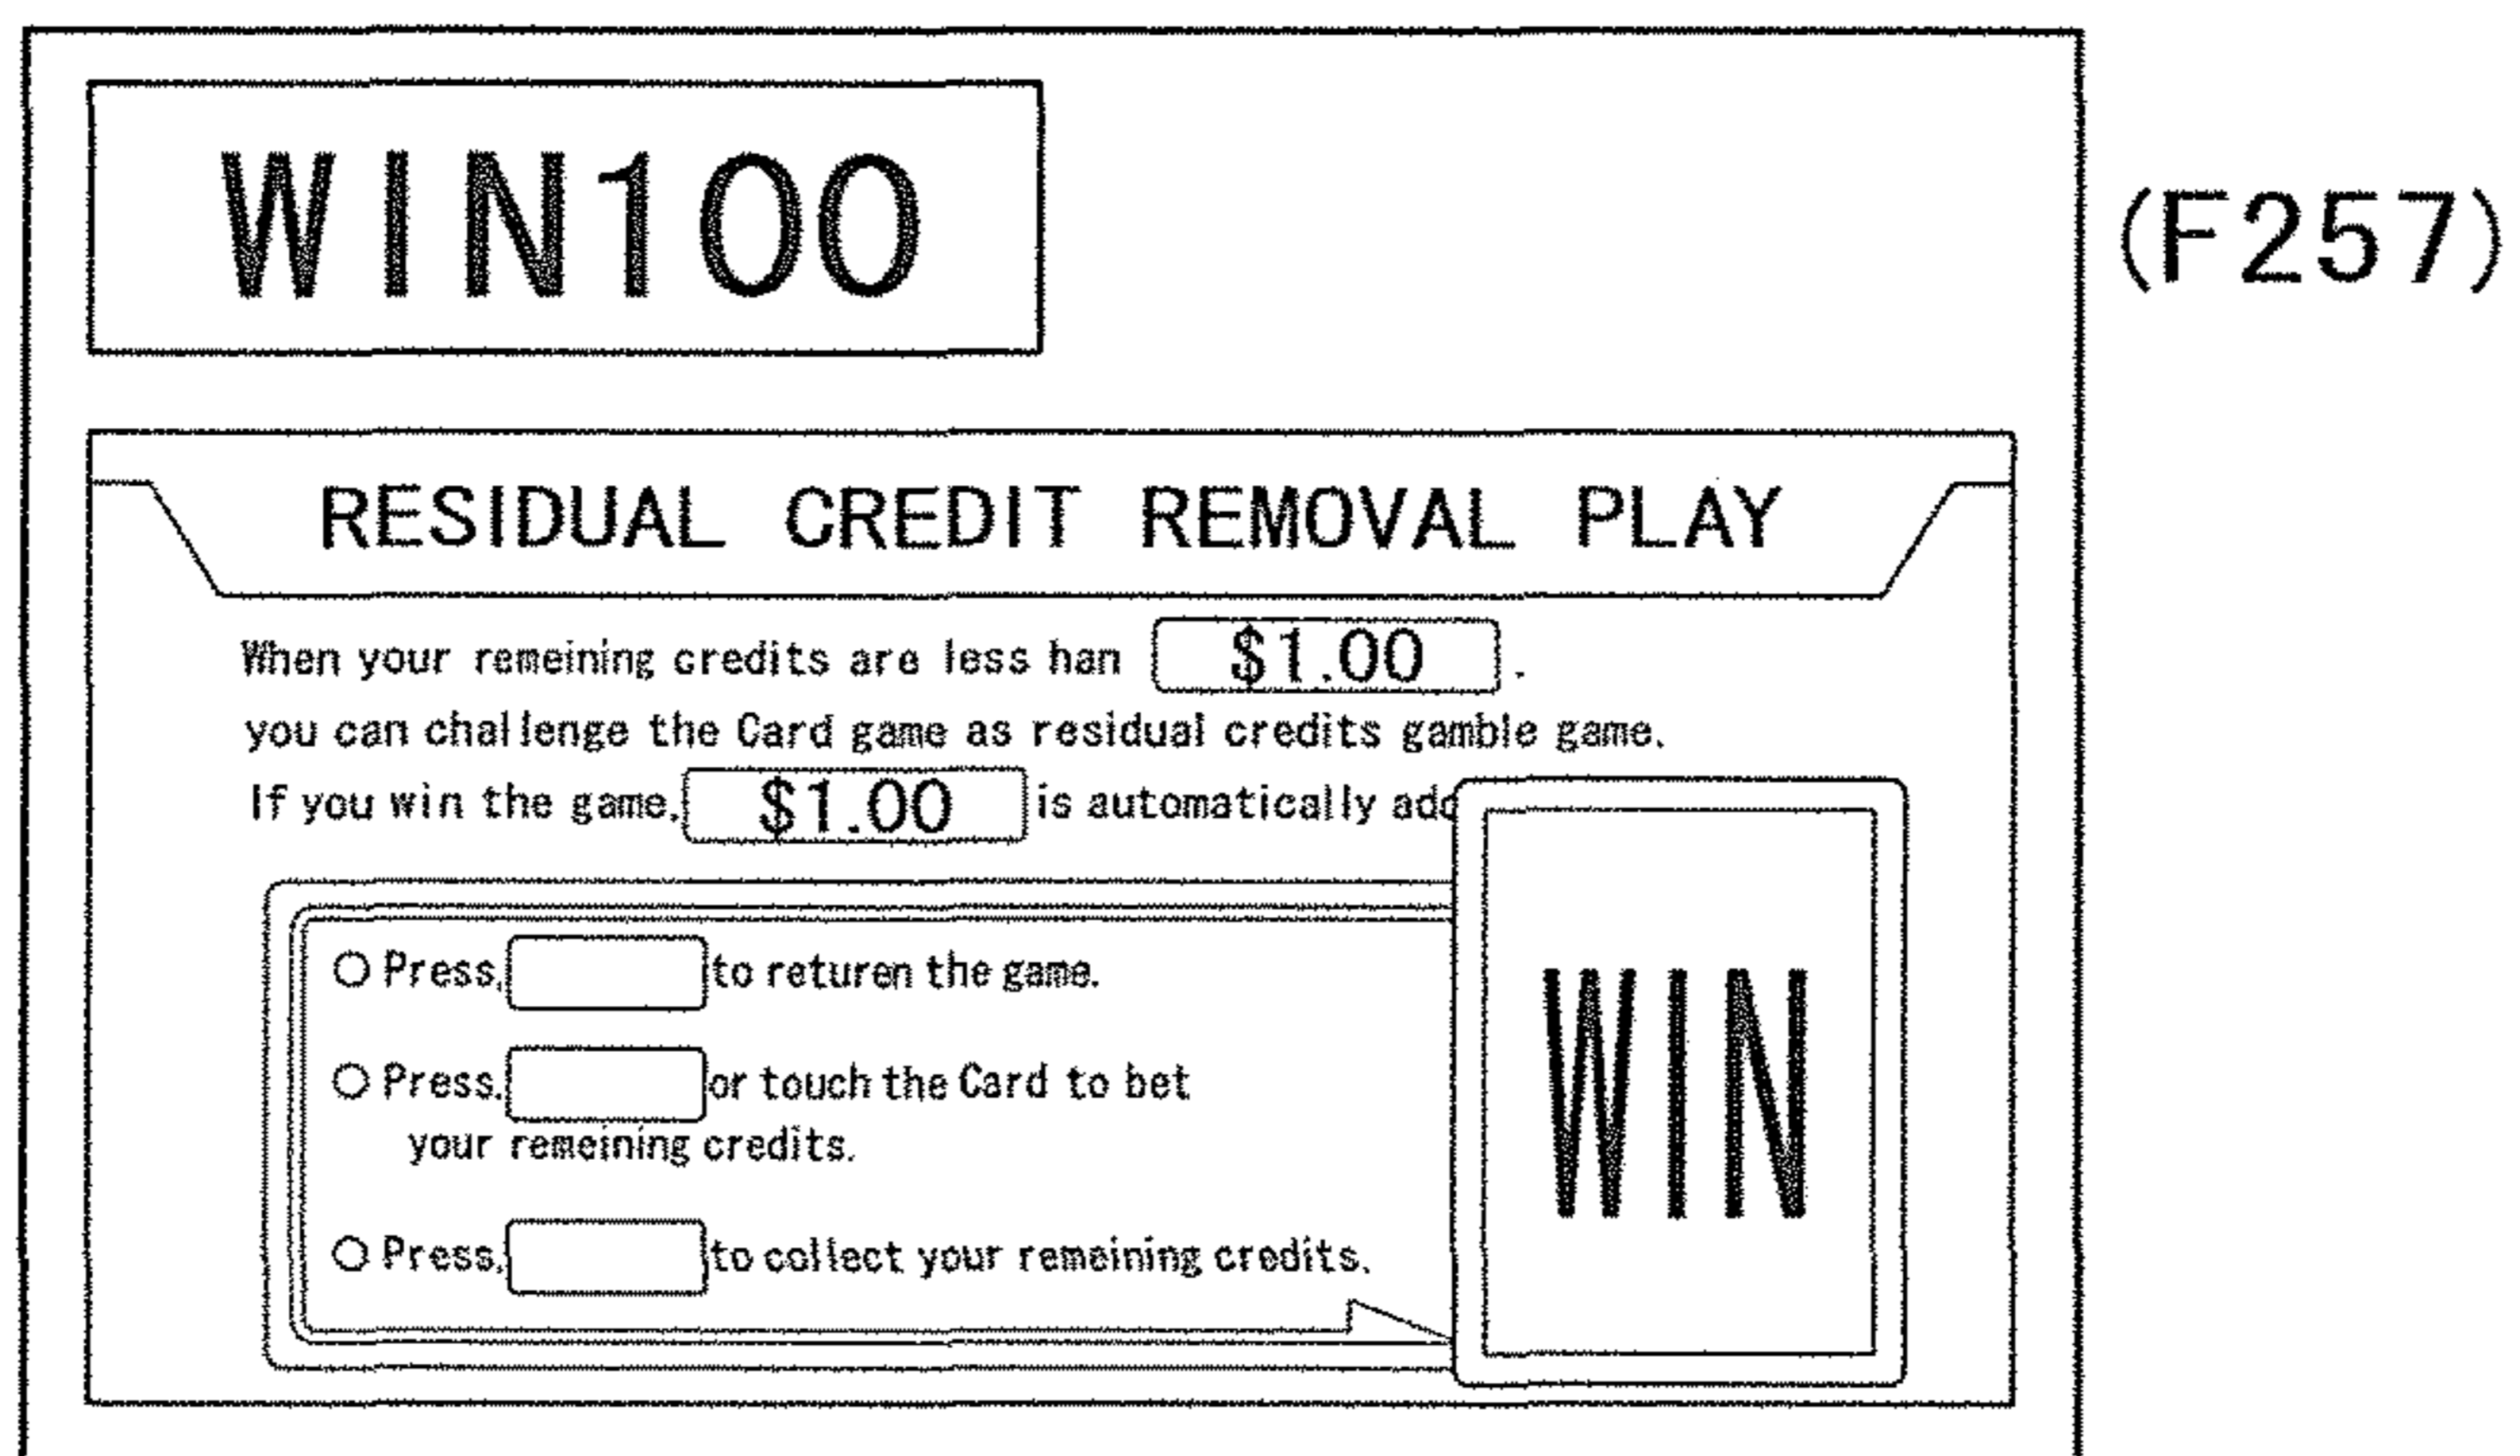 WIN100
(F257)
RESIDUAL CREDIT REMOVAL PLAY
When your remeining credits are less han $1.00 .
you can challenge the Card game as residual credits gamble game.
If you win the game, $1.00 is automatically add
○ Press, to returen the game.
○ Press, or touch the Card to bet
your remeining credits.
○ Press, to collect your remeining credits.
WIN